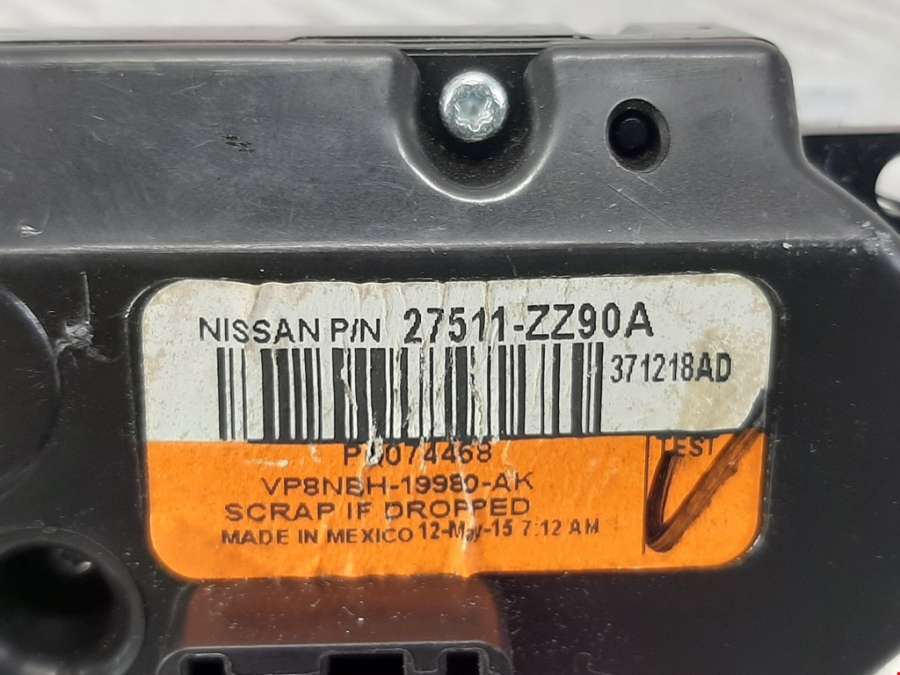 NISSAN P/N 27511-ZZ90A
371218AD
TEST
VP8NBH-19980-AK
SCRAP IF DROPPED
MADE IN MEXICO 12-May-15 7:12 AM